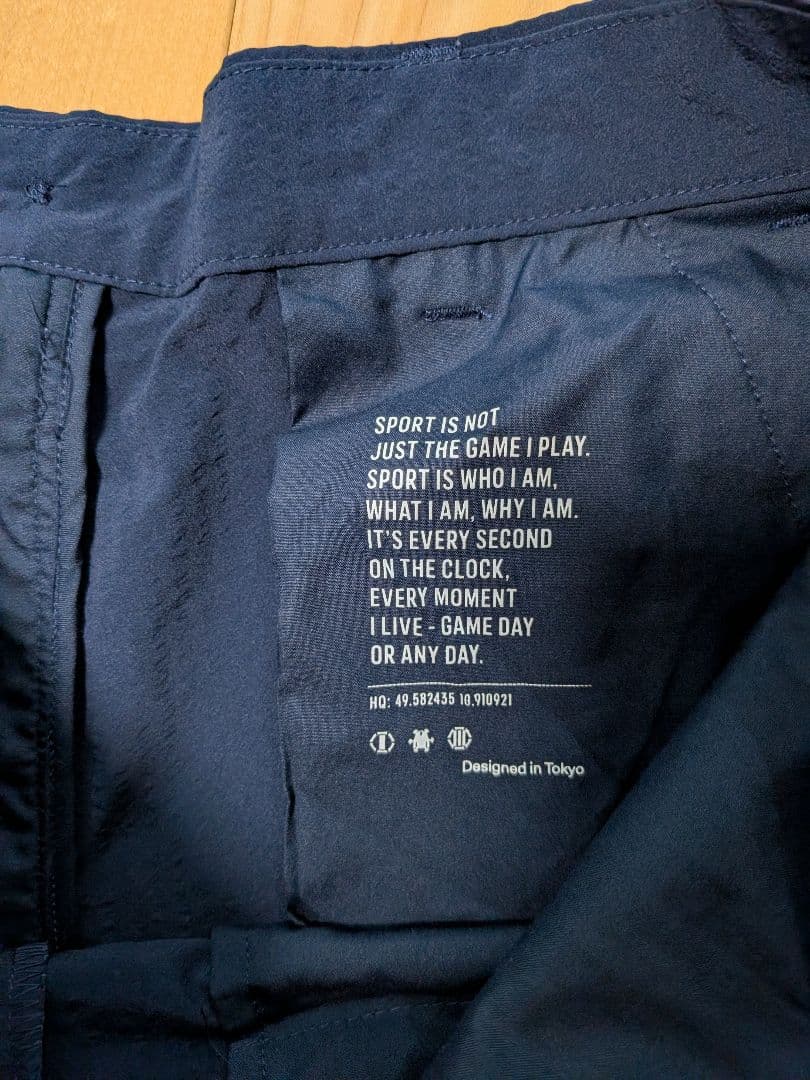 SPORT IS NOT
JUST THE GAME I PLAY.
SPORT IS WHO I AM,
WHAT I AM, WHY I AM.
IT'S EVERY SECOND
ON THE CLOCK,
EVERY MOMENT
I LIVE - GAME DAY
OR ANY DAY.
HQ: 49.582435 10.910921
Designed in Tokyo